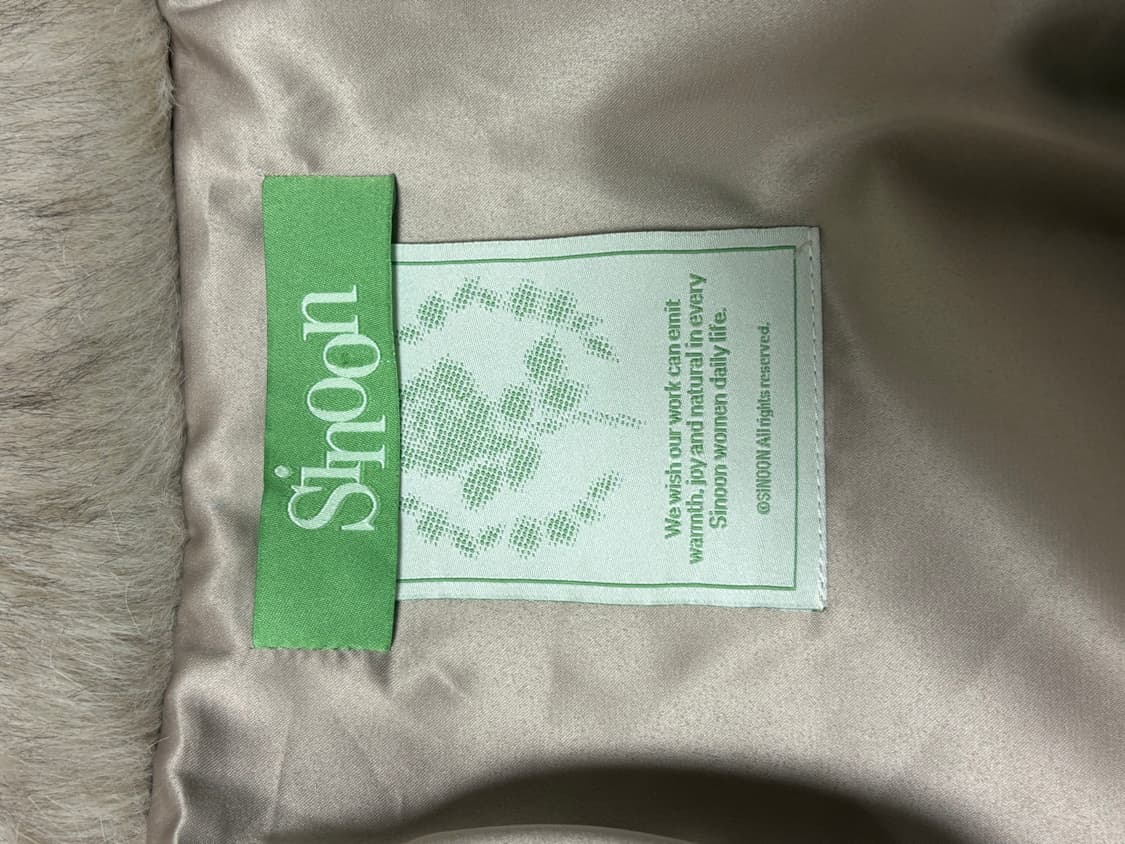 Sinoon
We wish our work can emit
warmth, joy and natural in every
Sinoon women daily life.
@SINOON All rights reserved.